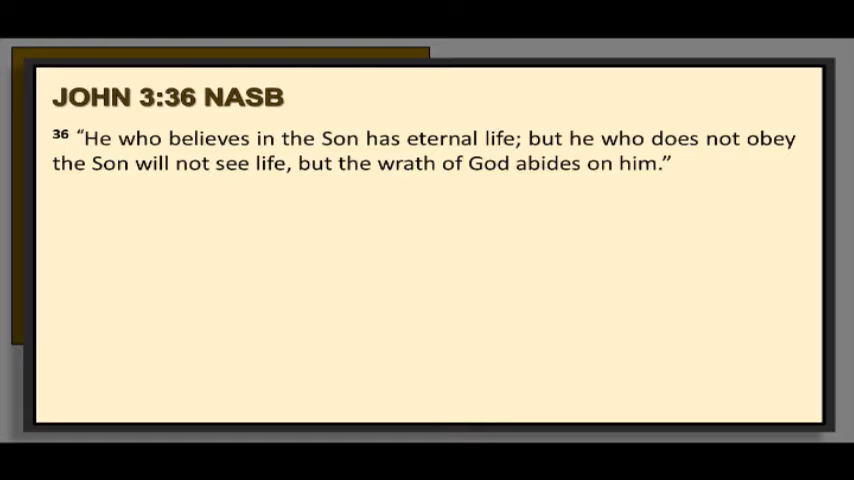 JOHN 3:36 NASB
36 “He who believes in the Son has eternal life; but he who does not obey
the Son will not see life, but the wrath of God abides on him.”